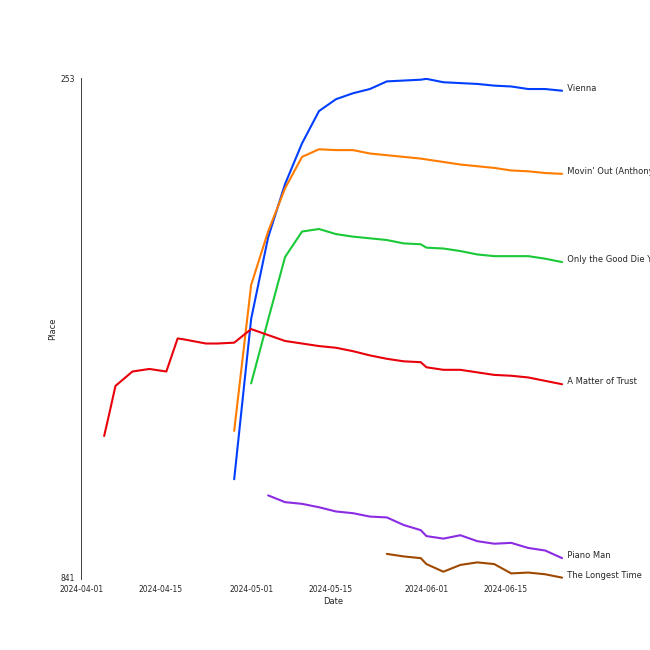 253
Vienna
Movin' Out (Anthony
Only the Good Die Y
Place
A Matter of Trust
Piano Man
The Longest Time
841
2024-04-01 2024-04-15 2024-05-01 2024-05-15 2024-06-01 2024-06-15
Date